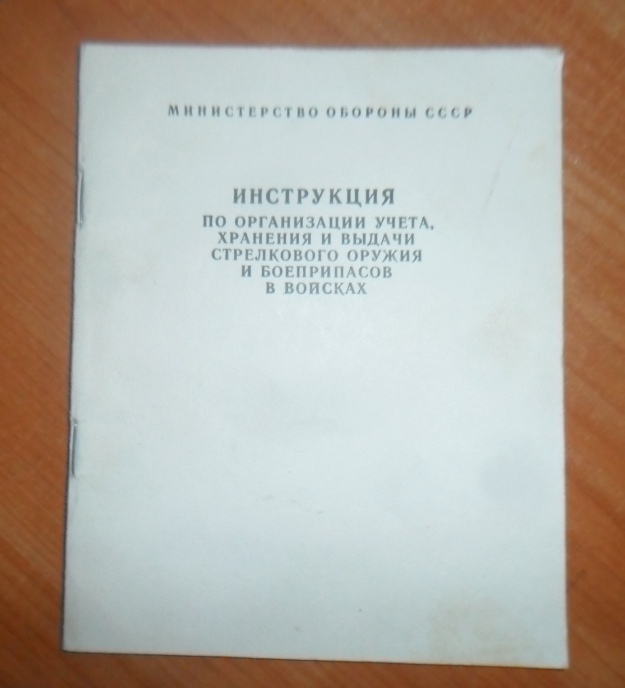 МИНИСТЕРСТВО ОБОРОНЫ СССР
ИНСТРУКЦИЯ
ПО ОРГАНИЗАЦИИ УЧЕТА,
ХРАНЕНИЯ И ВЫДАЧИ
СТРЕЛКОВОГО ОРУЖИЯ
И БОЕПРИПАСОВ
В ВОЙСКАХ